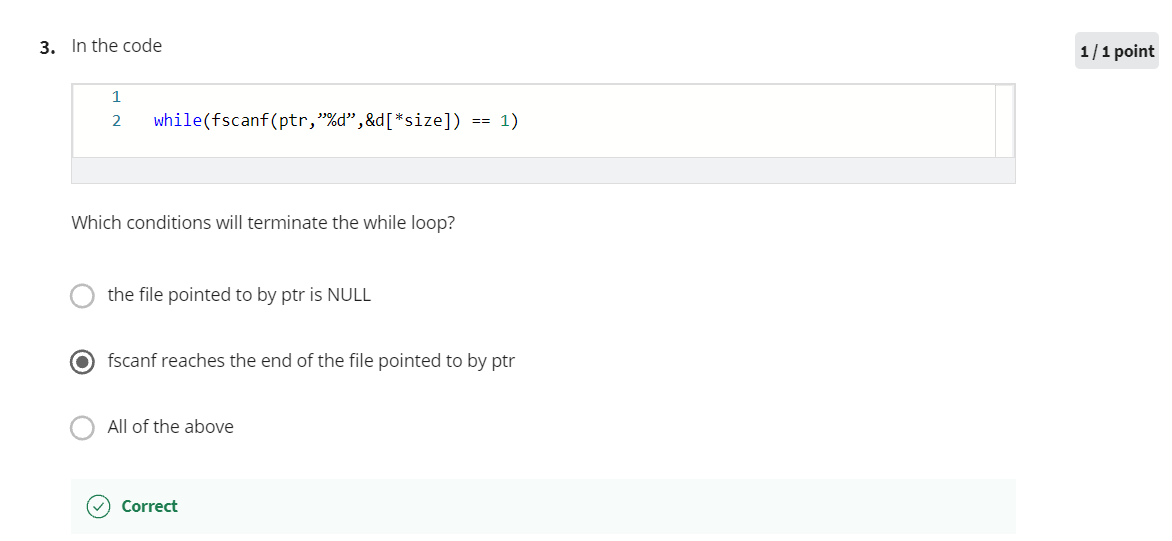 3. In the code
1 / 1 point
1
2 while(fscanf(ptr,”%d”,&d[*size]) == 1)
Which conditions will terminate the while loop?
the file pointed to by ptr is NULL
fscanf reaches the end of the file pointed to by ptr
All of the above
Correct